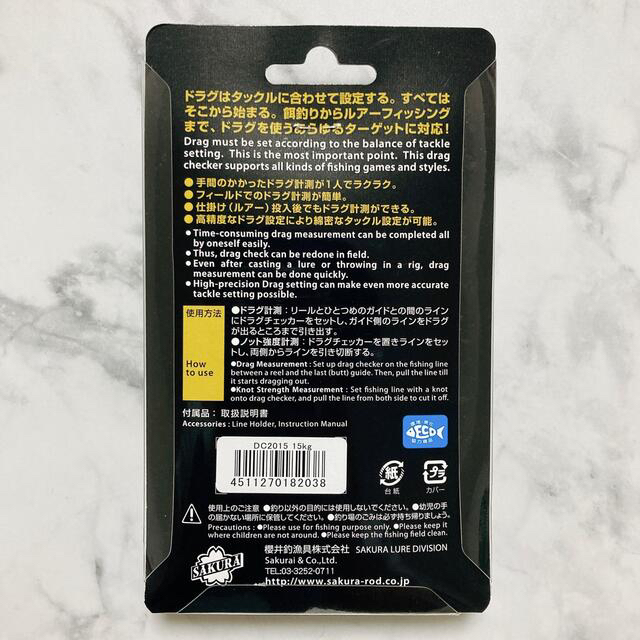 ドラグはタックルに合わせて設定する。すべては
そこから始まる。餌釣りからルアーフィッシング
まで、ドラグを使うあらゆるターゲットに対応！
Drag must be set according to the balance of tackle
setting. This is the most important point. This drag
checker supports all kinds of fishing games and styles.
●手間のかかったドラグ計測が1人でラクラク。
●フィールドでのドラグ計測が簡単。
●仕掛け(ルアー)投入後でもドラグ計測ができる。
●高精度なドラグ設定により綿密なタックル設定が可能。
●Time-consuming drag measurement can be completed all
by oneself easily.
●Thus, drag check can be redone in field.
●Even after casting a lure or throwing in a rig, drag
measurement can be done quickly.
●High-precision Drag setting can make even more accurate
tackle setting possible.
使用方法
How
to use
●ドラグ計測：リールとひとつめのガイドとの間のライン
にドラグチェッカーをセットし、ガイド側のラインをドラグ
が出るところまで引き出す。
●ノット強度計測：ドラグチェッカーを置きラインをセッ
トし、両側からラインを引き切断する。
●Drag Measurement : Set up drag checker on the fishing line
between a reel and the last (butt) guide. Then, pull the line till
it starts dragging out.
●Knot Strength Measurement : Set fishing line with a knot
onto drag checker, and pull the line from both side to cut it off.
付属品：取扱説明書
Accessories : Line Holder, Instruction Manual
DC2015 15kg
4511270182038
ECO
紙
台紙
プラ
カバー
使用上のご注意 ●釣り以外の目的には使用しないでください。●幼児の手
の届かない場所に保管してください。●釣り場のごみは必ず持ち帰りましょう。
Precautions : ●Please use for fishing purpose only. ●Please keep it
where children are not around. ●Please keep the fishing field clean.
SAKURA
櫻井釣漁具株式会社 SAKURA LURE DIVISION
Sakurai & Co.,Ltd.
TEL:03-3252-0711
http://www.sakura-rod.co.jp